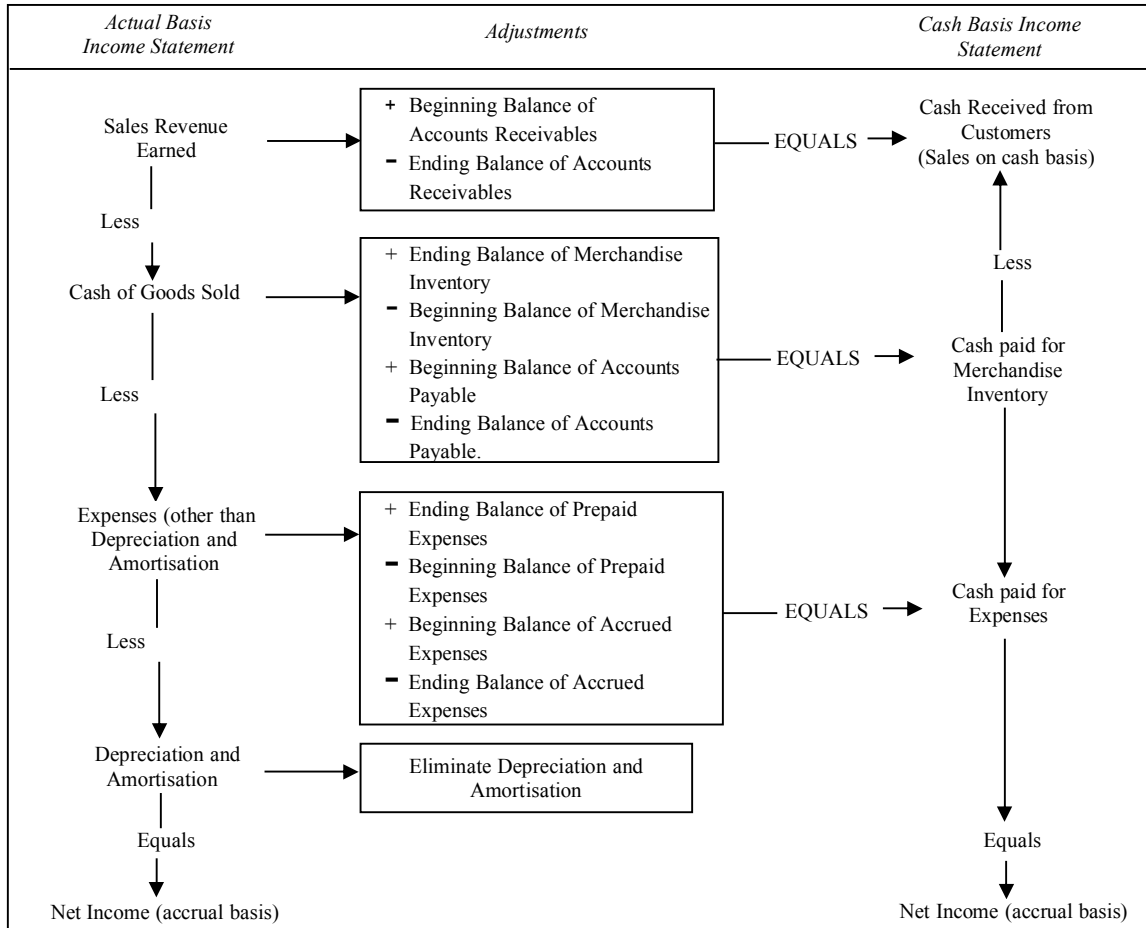 Actual Basis
Income Statement
Adjustments
Cash Basis Income
Statement
Sales Revenue
Earned
+ Beginning Balance of
Accounts Receivables
- Ending Balance of Accounts
Receivables
EQUALS
Cash Received from
Customers
(Sales on cash basis)
Less
Less
Cash of Goods Sold
+ Ending Balance of Merchandise
Inventory
- Beginning Balance of Merchandise
Inventory
+ Beginning Balance of Accounts
Payable
- Ending Balance of Accounts
Payable.
EQUALS
Cash paid for
Merchandise
Inventory
Less
Expenses (other than
Depreciation and
Amortisation
+ Ending Balance of Prepaid
Expenses
- Beginning Balance of Prepaid
Expenses
+ Beginning Balance of Accrued
Expenses
- Ending Balance of Accrued
Expenses
EQUALS
Cash paid for
Expenses
Less
Depreciation and
Amortisation
Eliminate Depreciation and
Amortisation
Equals
Equals
Net Income (accrual basis)
Net Income (accrual basis)